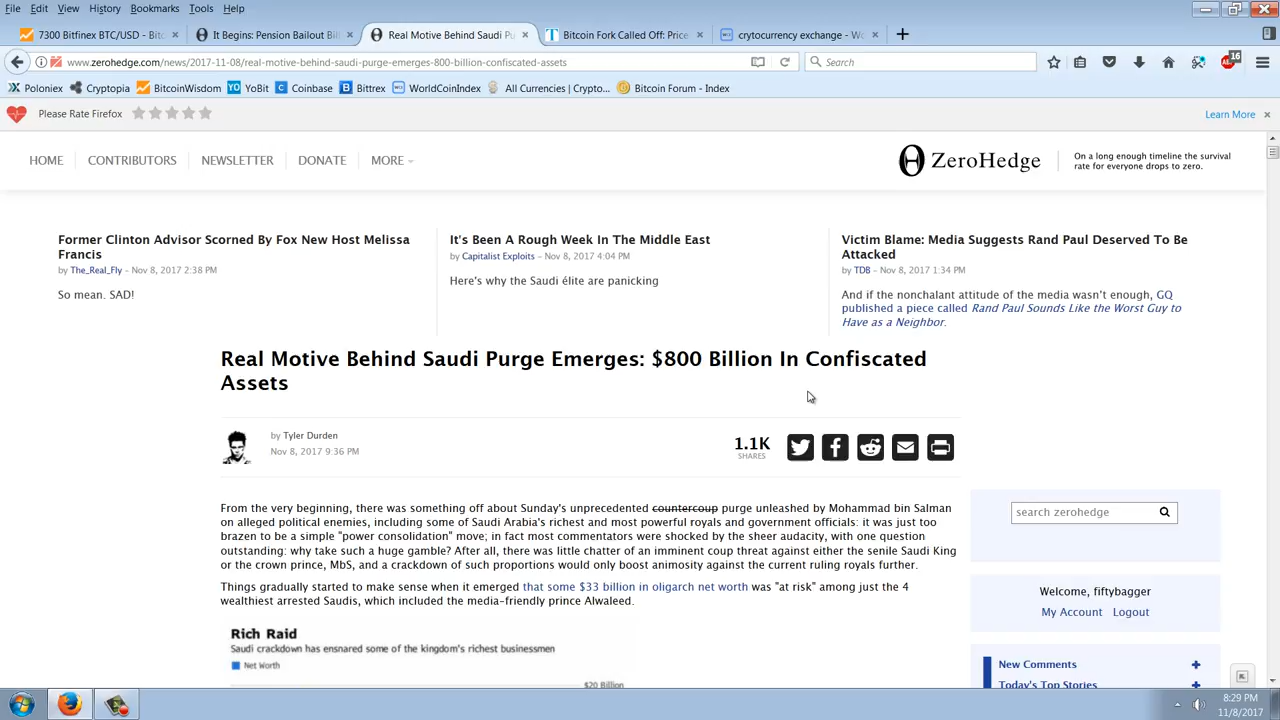 File Edit View History Bookmarks Tools Help
7300 Bitfinex BTC/USD - Bitc
It Begins: Pension Bailout Bill
Real Motive Behind Saudi Pu
Bitcoin Fork Called Off: Price
crytocurrency exchange - Wo
www.zerohedge.com/news/2017-11-08/real-motive-behind-saudi-purge-emerges-800-billion-confiscated-assets
Search
16
Poloniex Cryptopia BitcoinWisdom YoBit Coinbase Bittrex WorldCoinIndex All Currencies | Crypto... Bitcoin Forum - Index
Please Rate Firefox
Learn More
HOME CONTRIBUTORS NEWSLETTER DONATE MORE
ZeroHedge
On a long enough timeline the survival
rate for everyone drops to zero.
Former Clinton Advisor Scorned By Fox New Host Melissa
Francis
by The_Real_Fly - Nov 8, 2017 2:38 PM
So mean. SAD!
It's Been A Rough Week In The Middle East
by Capitalist Exploits - Nov 8, 2017 4:04 PM
Here's why the Saudi élite are panicking
Victim Blame: Media Suggests Rand Paul Deserved To Be
Attacked
by TDB - Nov 8, 2017 1:34 PM
And if the nonchalant attitude of the media wasn't enough, GQ
published a piece called Rand Paul Sounds Like the Worst Guy to
Have as a Neighbor.
Real Motive Behind Saudi Purge Emerges: $800 Billion In Confiscated
Assets
by Tyler Durden
Nov 8, 2017 9:36 PM
1.1K
SHARES
From the very beginning, there was something off about Sunday's unprecedented countercoup purge unleashed by Mohammad bin Salman
on alleged political enemies, including some of Saudi Arabia's richest and most powerful royals and government officials: it was just too
brazen to be a simple "power consolidation" move; in fact most commentators were shocked by the sheer audacity, with one question
outstanding: why take such a huge gamble? After all, there was little chatter of an imminent coup threat against either the senile Saudi King
or the crown prince, MbS, and a crackdown of such proportions would only boost animosity against the current ruling royals further.
Things gradually started to make sense when it emerged that some $33 billion in oligarch net worth was "at risk" among just the 4
wealthiest arrested Saudis, which included the media-friendly prince Alwaleed.
Rich Raid
Saudi crackdown has ensnared some of the kingdom's richest businessmen
Net Worth
$20 Billion
search zerohedge
Welcome, fiftybagger
My Account Logout
New Comments
Today's Top Stories
8:29 PM
11/8/2017